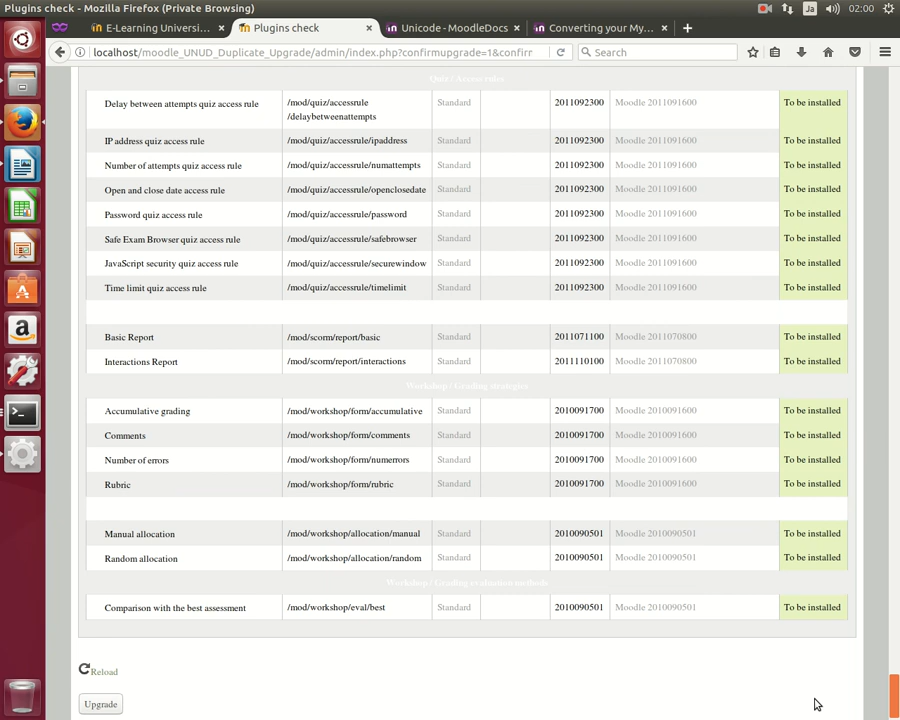 Plugins check - Mozilla Firefox (Private Browsing)
Ja
02:00
E-Learning Universi...
Plugins check
Unicode - MoodleDocs
Converting your My...
localhost/moodle_UNUD_Duplicate_Upgrade/admin/index.php?confirmupgrade=1&confirr
Search
Quiz / Access rules
Delay between attempts quiz access rule /mod/quiz/accessrule Standard 2011092300 Moodle 2011091600 To be installed
/delaybetweenattempts
IP address quiz access rule /mod/quiz/accessrule/ipaddress Standard 2011092300 Moodle 2011091600 To be installed
Number of attempts quiz access rule /mod/quiz/accessrule/numattempts Standard 2011092300 Moodle 2011091600 To be installed
Open and close date access rule /mod/quiz/accessrule/openclosedate Standard 2011092300 Moodle 2011091600 To be installed
Password quiz access rule /mod/quiz/accessrule/password Standard 2011092300 Moodle 2011091600 To be installed
Safe Exam Browser quiz access rule /mod/quiz/accessrule/safebrowser Standard 2011092300 Moodle 2011091600 To be installed
JavaScript security quiz access rule /mod/quiz/accessrule/securewindow Standard 2011092300 Moodle 2011091600 To be installed
Time limit quiz access rule /mod/quiz/accessrule/timelimit Standard 2011092300 Moodle 2011091600 To be installed
Basic Report /mod/scorm/report/basic Standard 2011071100 Moodle 2011070800 To be installed
Interactions Report /mod/scorm/report/interactions Standard 2011110100 Moodle 2011070800 To be installed
Workshop / Grading strategies
Accumulative grading /mod/workshop/form/accumulative Standard 2010091700 Moodle 2010091600 To be installed
Comments /mod/workshop/form/comments Standard 2010091700 Moodle 2010091600 To be installed
Number of errors /mod/workshop/form/numerrors Standard 2010091700 Moodle 2010091600 To be installed
Rubric /mod/workshop/form/rubric Standard 2010091700 Moodle 2010091600 To be installed
Manual allocation /mod/workshop/allocation/manual Standard 2010090501 Moodle 2010090501 To be installed
Random allocation /mod/workshop/allocation/random Standard 2010090501 Moodle 2010090501 To be installed
Workshop / Grading evaluation methods
Comparison with the best assessment /mod/workshop/eval/best Standard 2010090501 Moodle 2010090501 To be installed
Reload
Upgrade